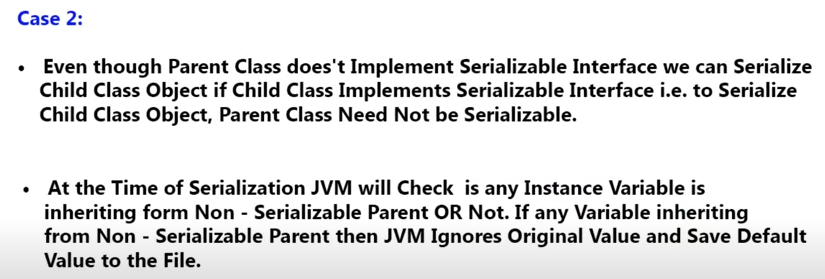 Case 2:
• Even though Parent Class does't Implement Serializable Interface we can Serialize
Child Class Object if Child Class Implements Serializable Interface i.e. to Serialize
Child Class Object, Parent Class Need Not be Serializable.
• At the Time of Serialization JVM will Check is any Instance Variable is
inheriting form Non - Serializable Parent OR Not. If any Variable inheriting
from Non - Serializable Parent then JVM Ignores Original Value and Save Default
Value to the File.